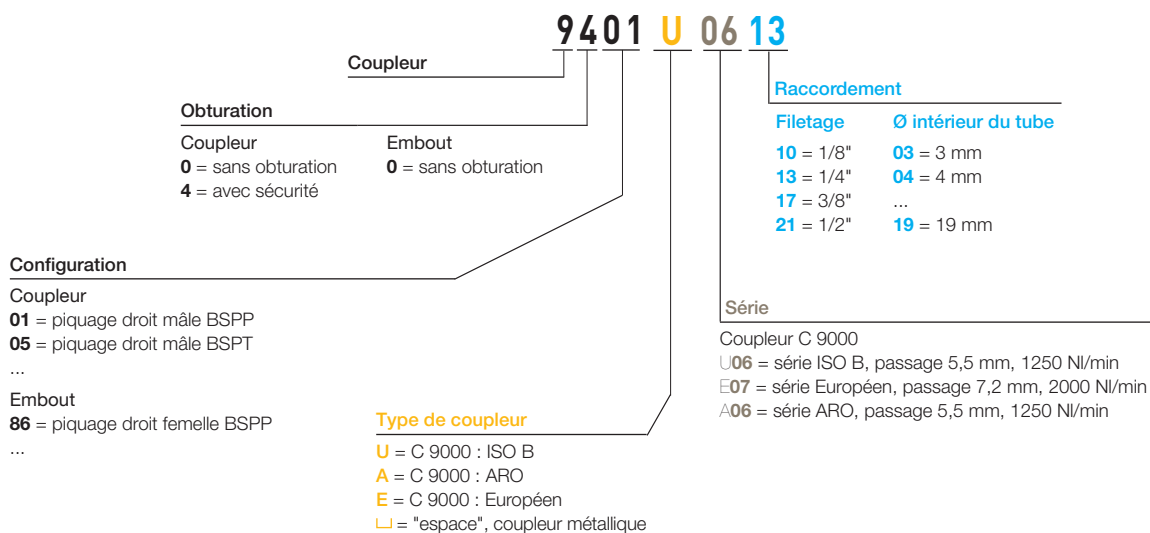 9401 U 06 13
Coupleur
Obturation
Coupleur
0 = sans obturation
4 = avec sécurité
Embout
0 = sans obturation
Configuration
Coupleur
01 = piquage droit mâle BSPP
05 = piquage droit mâle BSPT
...
Embout
86 = piquage droit femelle BSPP
...
Type de coupleur
U = C 9000 : ISO B
A = C 9000 : ARO
E = C 9000 : Européen
⌴ = "espace", coupleur métallique
Raccordement
Filetage
10 = 1/8"
13 = 1/4"
17 = 3/8"
21 = 1/2"
Ø intérieur du tube
03 = 3 mm
04 = 4 mm
...
19 = 19 mm
Série
Coupleur C 9000
U06 = série ISO B, passage 5,5 mm, 1250 Nl/min
E07 = série Européen, passage 7,2 mm, 2000 Nl/min
A06 = série ARO, passage 5,5 mm, 1250 Nl/min